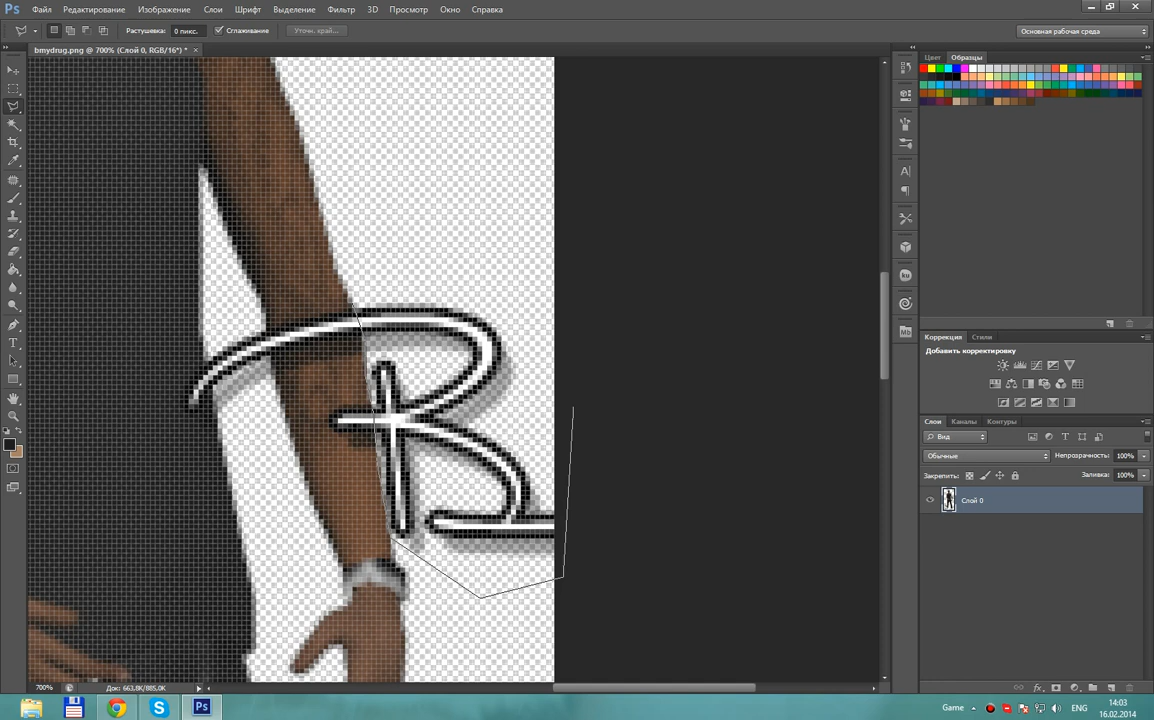 Ps Файл Редактирование Изображение Слои Шрифт Выделение Фильтр 3D Просмотр Окно Справка
Растушевка: 0 пикс. Сглаживание Уточн. край... Основная рабочая среда
bmydrug.png @ 700% (Слой 0, RGB/16*) * ×
Цвет Образцы
B
Коррекция Стили
Добавить корректировку
Слои Каналы Контуры
Вид
Обычные Непрозрачность: 100%
Закрепить: Заливка: 100%
Слой 0
700% Док: 663,8K/885,0K
Game ENG 14:03
16.02.2014